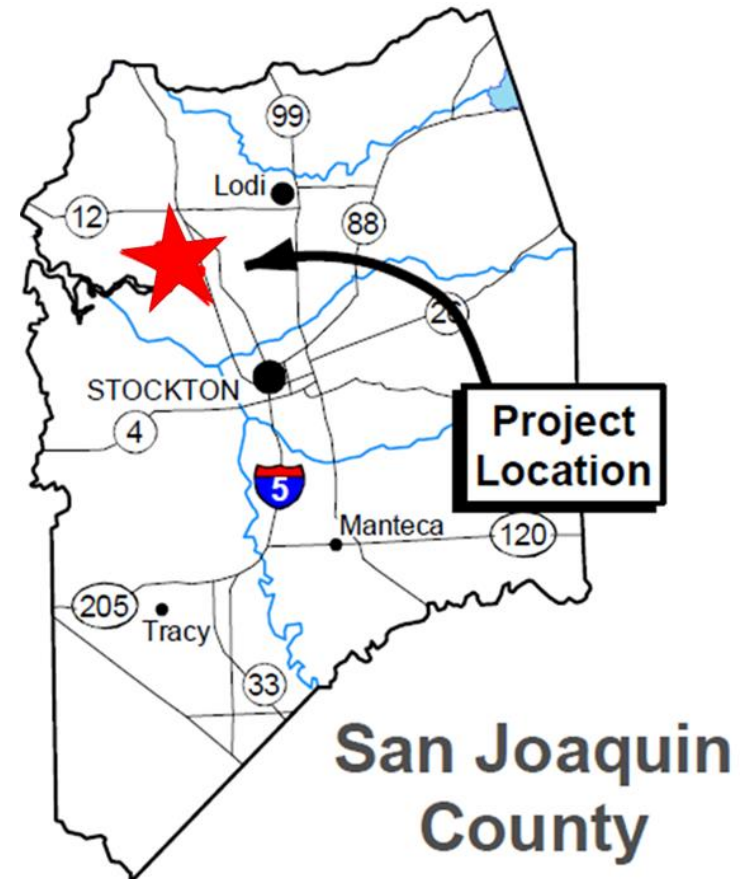 99
Lodi
12
88
26
STOCKTON
4
Project
Location
5
Manteca
120
205
Tracy
33
San Joaquin
County